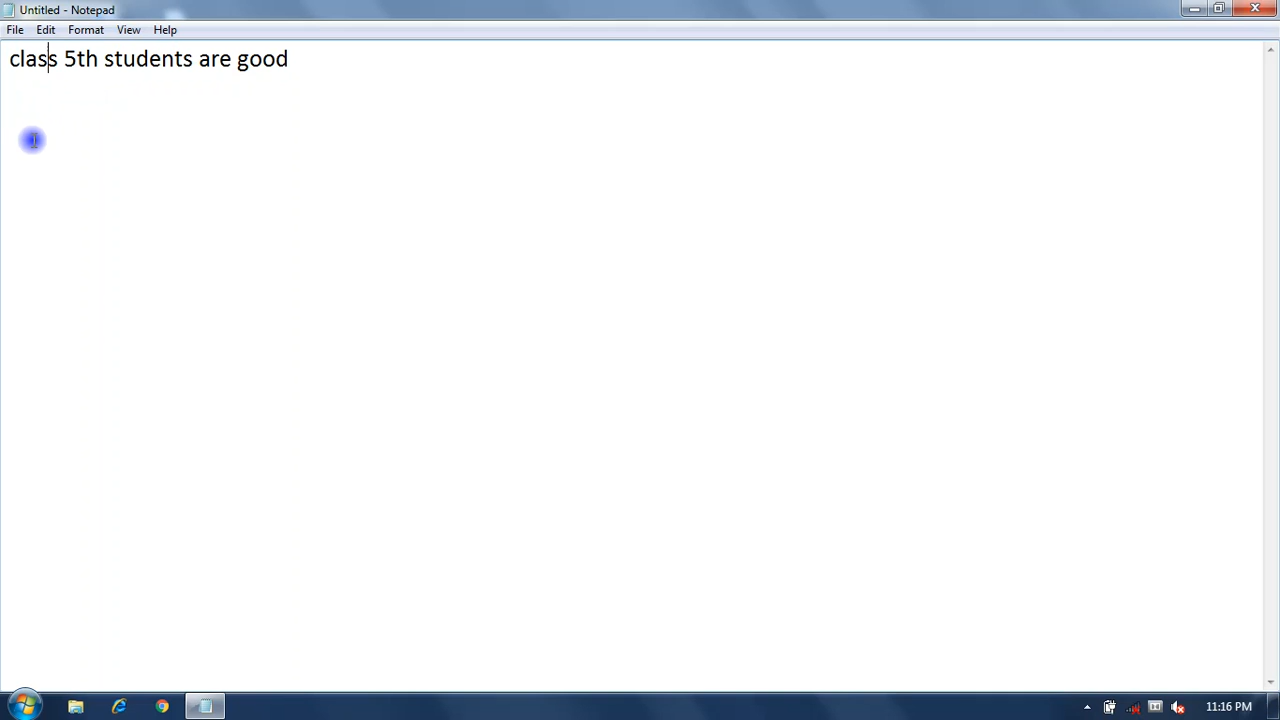 Untitled - Notepad
File Edit Format View Help
class 5th students are good
11:16 PM